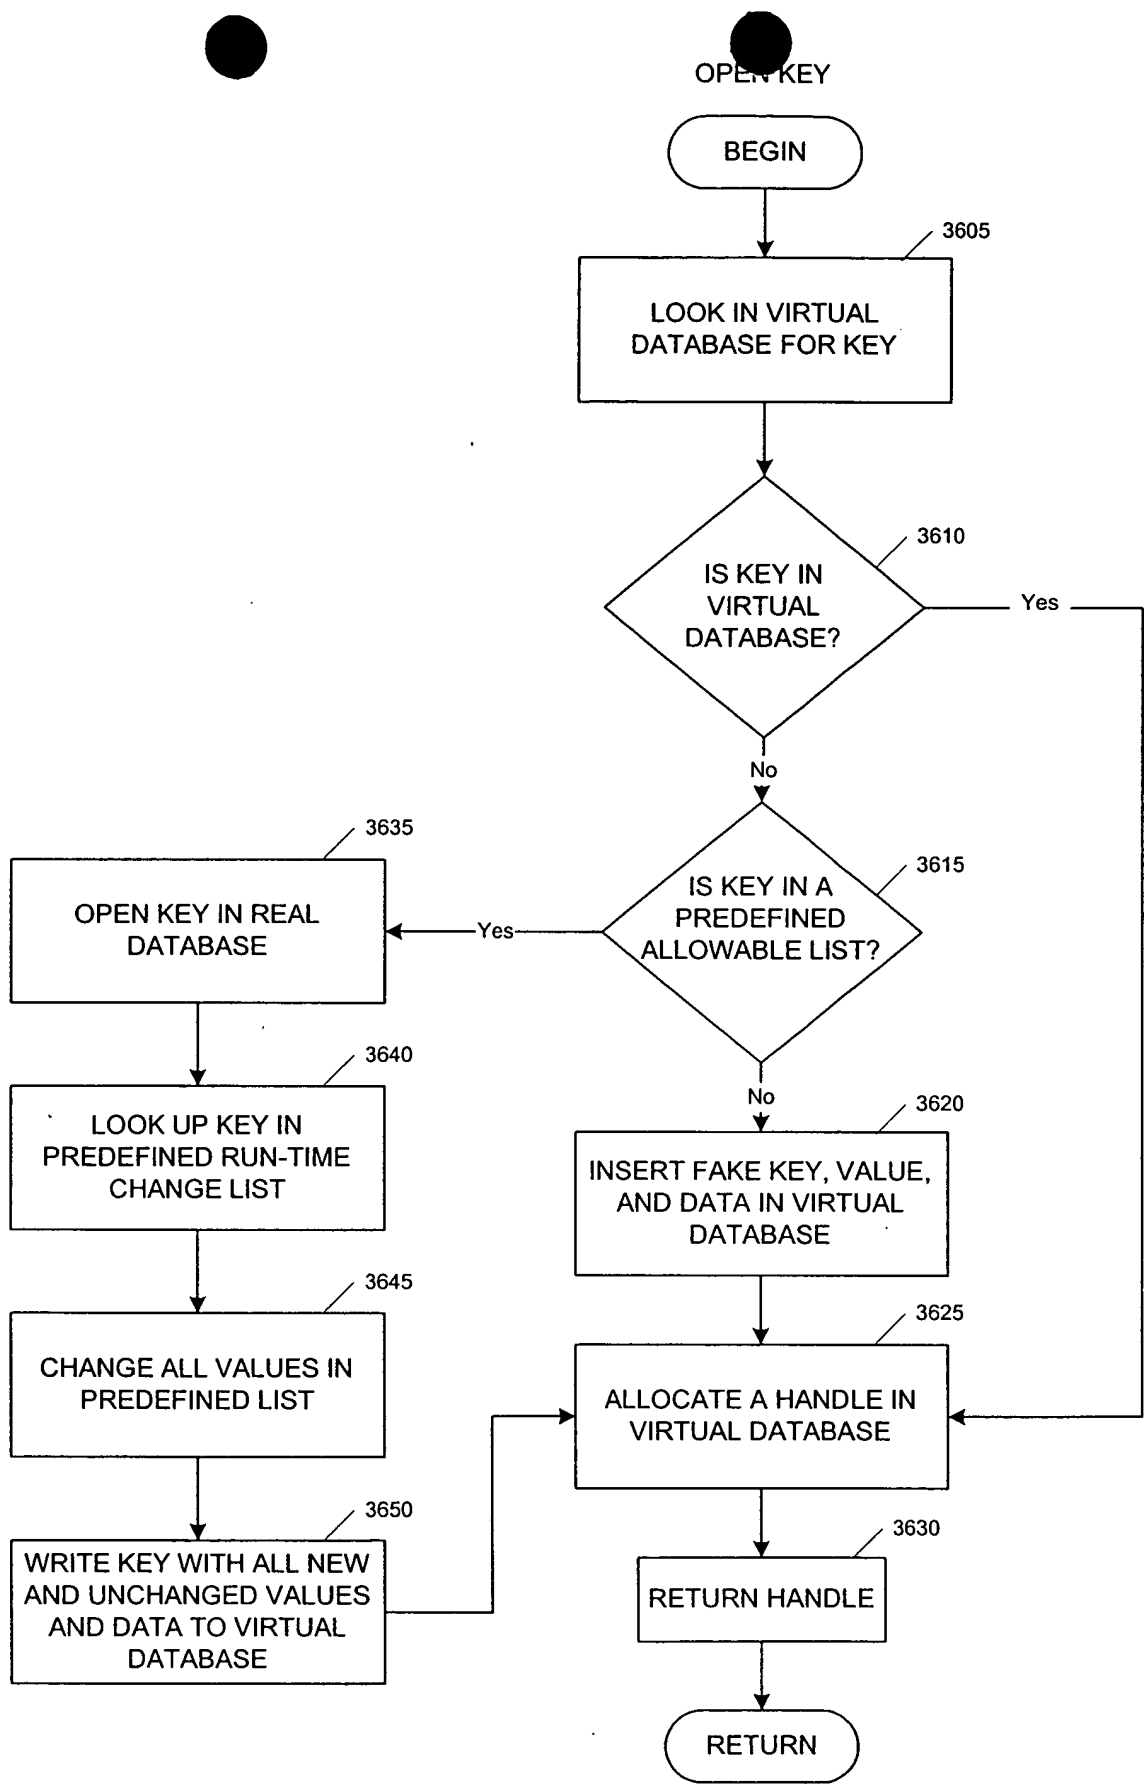 OPEN KEY
BEGIN
3605
LOOK IN VIRTUAL
DATABASE FOR KEY
3610
IS KEY IN
VIRTUAL
DATABASE?
Yes
No
3615
IS KEY IN A
PREDEFINED
ALLOWABLE LIST?
Yes
3635
OPEN KEY IN REAL
DATABASE
3640
LOOK UP KEY IN
PREDEFINED RUN-TIME
CHANGE LIST
3645
CHANGE ALL VALUES IN
PREDEFINED LIST
3650
WRITE KEY WITH ALL NEW
AND UNCHANGED VALUES
AND DATA TO VIRTUAL
DATABASE
No
3620
INSERT FAKE KEY, VALUE,
AND DATA IN VIRTUAL
DATABASE
3625
ALLOCATE A HANDLE IN
VIRTUAL DATABASE
3630
RETURN HANDLE
RETURN